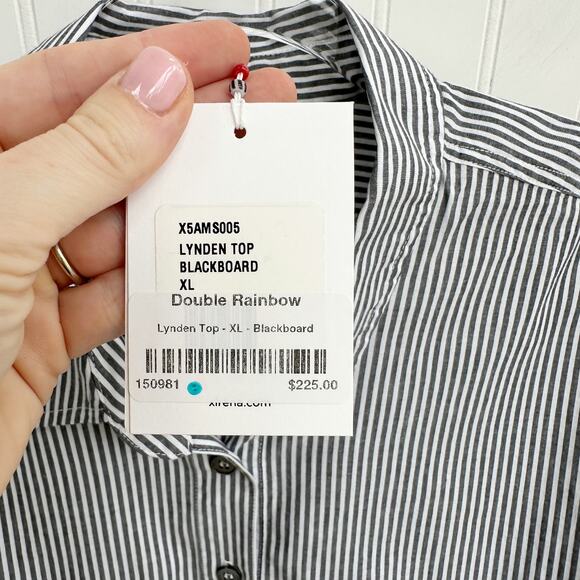 X5AMS005
LYNDEN TOP
BLACKBOARD
XL
Double Rainbow
Lynden Top - XL - Blackboard
150981 $225.00
xirena.com